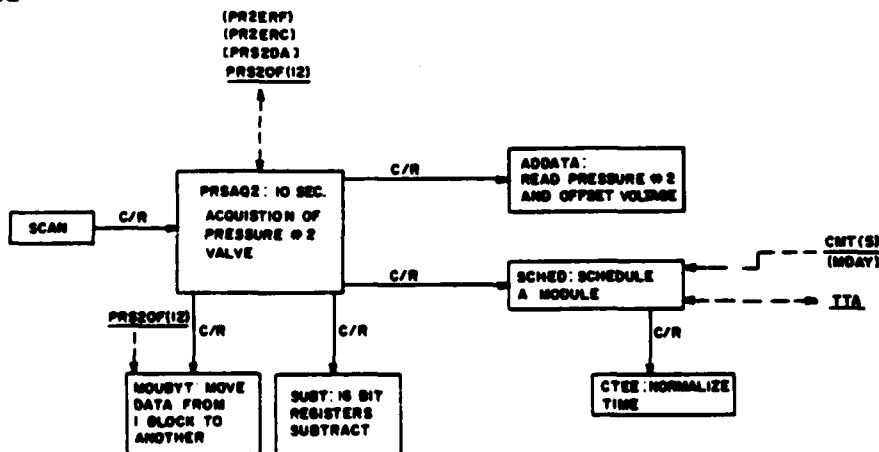 (PR2ERF)
(PR2ERC)
(PRS2DA)
PRS2OF(12)
C/R
ADDATA:
READ PRESSURE #2
AND OFFSET VOLTAGE
PRSAQ2: 10 SEC.
ACQUISTION OF
PRESSURE #2
VALVE
SCAN
C/R
C/R
CMT(5)
(MDAY)
SCHED: SCHEDULE
A MODULE
TTA
PRS2OF(12)
C/R
C/R
C/R
MOUBYT: MOVE
DATA FROM
1 BLOCK TO
ANOTHER
SUBT: 16 BIT
REGISTERS
SUBTRACT
CTEE: NORMALIZE
TIME